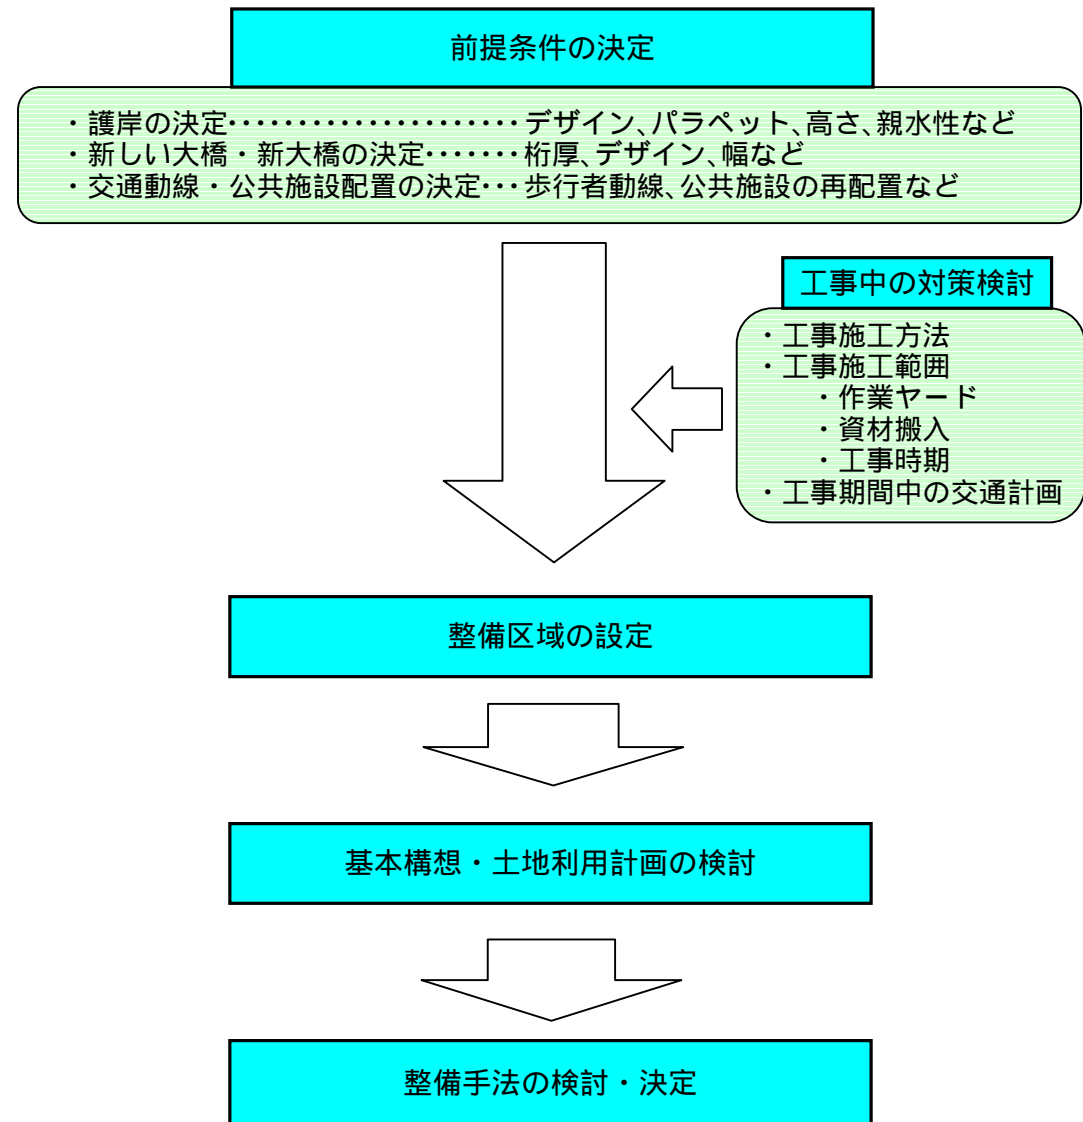 前提条件の決定
・護岸の決定・・・・・・・・・・・・・・・・・・・・・デザイン、パラペット、高さ、親水性など
・新しい大橋・新大橋の決定・・・・・・・桁厚、デザイン、幅など
・交通動線・公共施設配置の決定・・・歩行者動線、公共施設の再配置など
工事中の対策検討
・工事施工方法
・工事施工範囲
・作業ヤード
・資材搬入
・工事時期
・工事期間中の交通計画
整備区域の設定
基本構想・土地利用計画の検討
整備手法の検討・決定